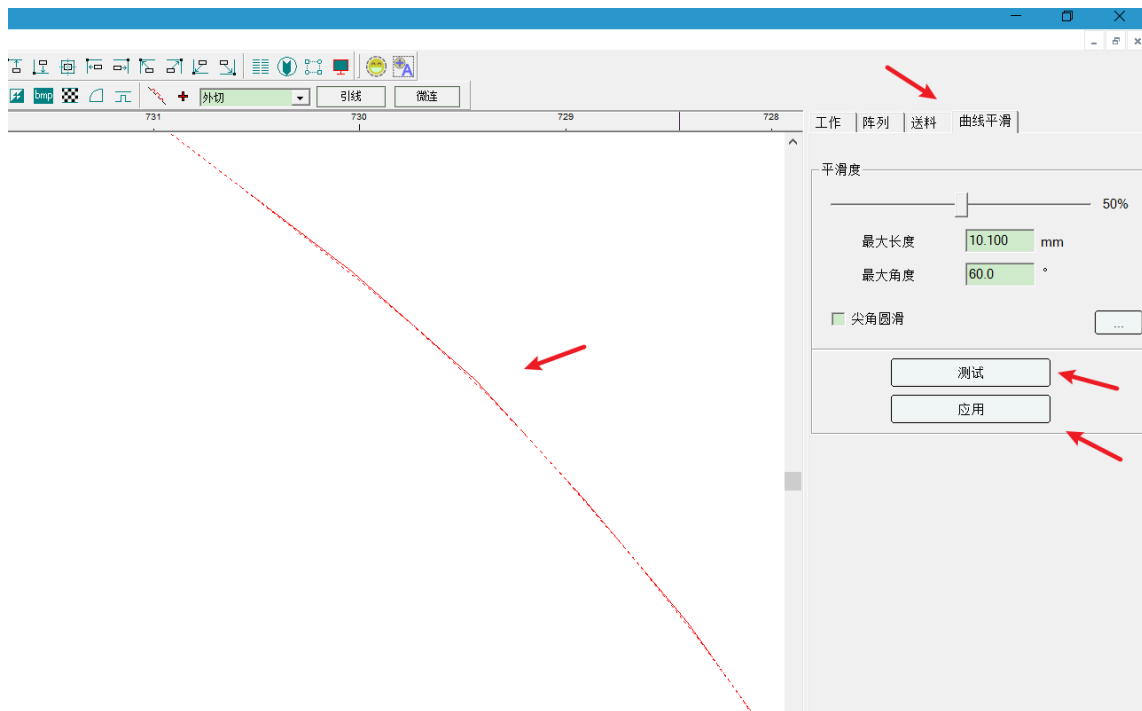 bmp
外切
引线
微连
731
730
729
728
工作
阵列
送料
曲线平滑
平滑度
50%
最大长度
10.100
mm
最大角度
60.0
°
尖角圆滑
...
测试
应用